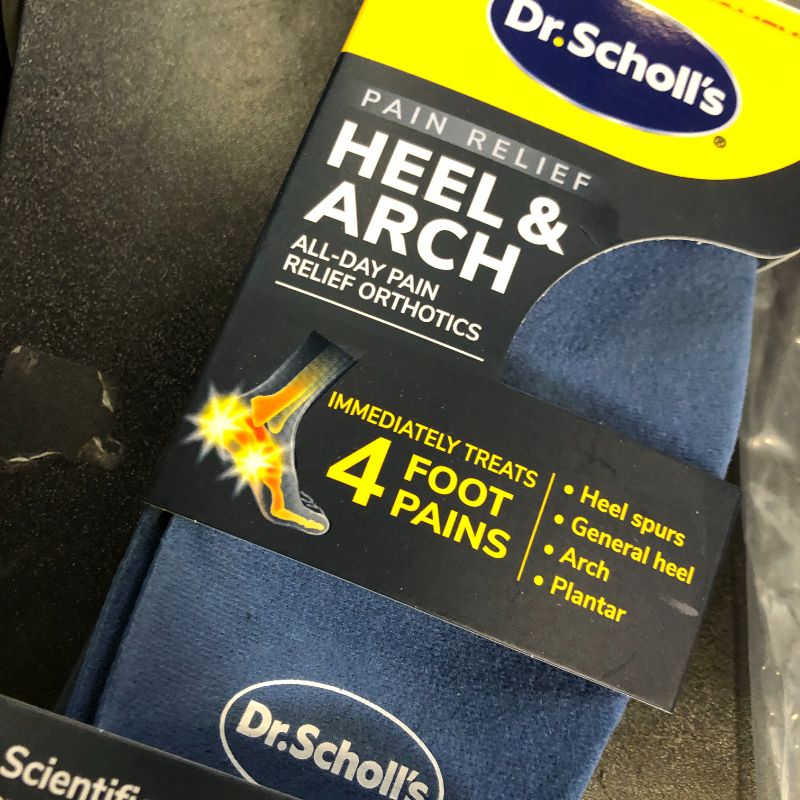 Dr.Scholl's®
PAIN RELIEF
HEEL &
ARCH
ALL-DAY PAIN
RELIEF ORTHOTICS
IMMEDIATELY TREATS
4 FOOT
PAINS
• Heel spurs
• General heel
• Arch
• Plantar
Dr.Scholl's